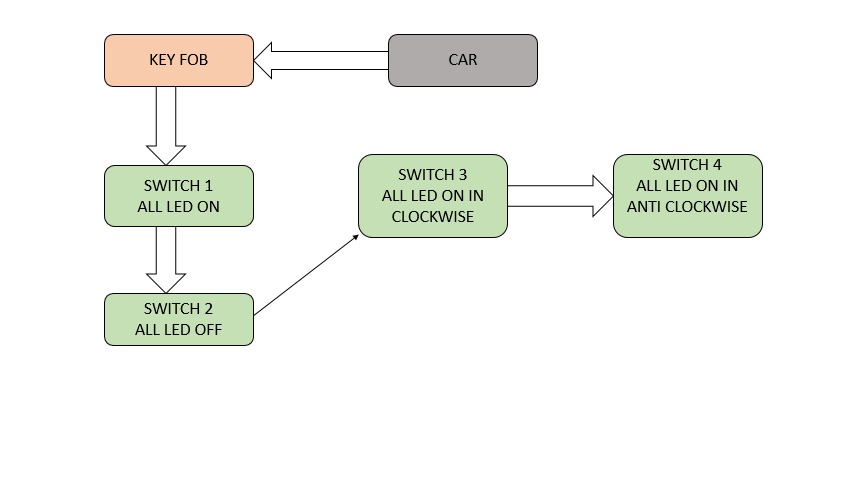 KEY FOB
CAR
SWITCH 1
ALL LED ON
SWITCH 2
ALL LED OFF
SWITCH 3
ALL LED ON IN
CLOCKWISE
SWITCH 4
ALL LED ON IN
ANTI CLOCKWISE